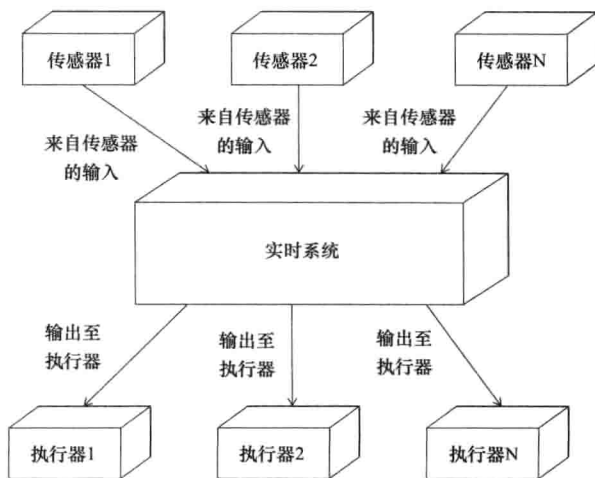 传感器1
传感器2
传感器N
来自传感器
的输入
来自传感器
的输入
来自传感器
的输入
实时系统
输出至
执行器
输出至
执行器
输出至
执行器
执行器1
执行器2
执行器N